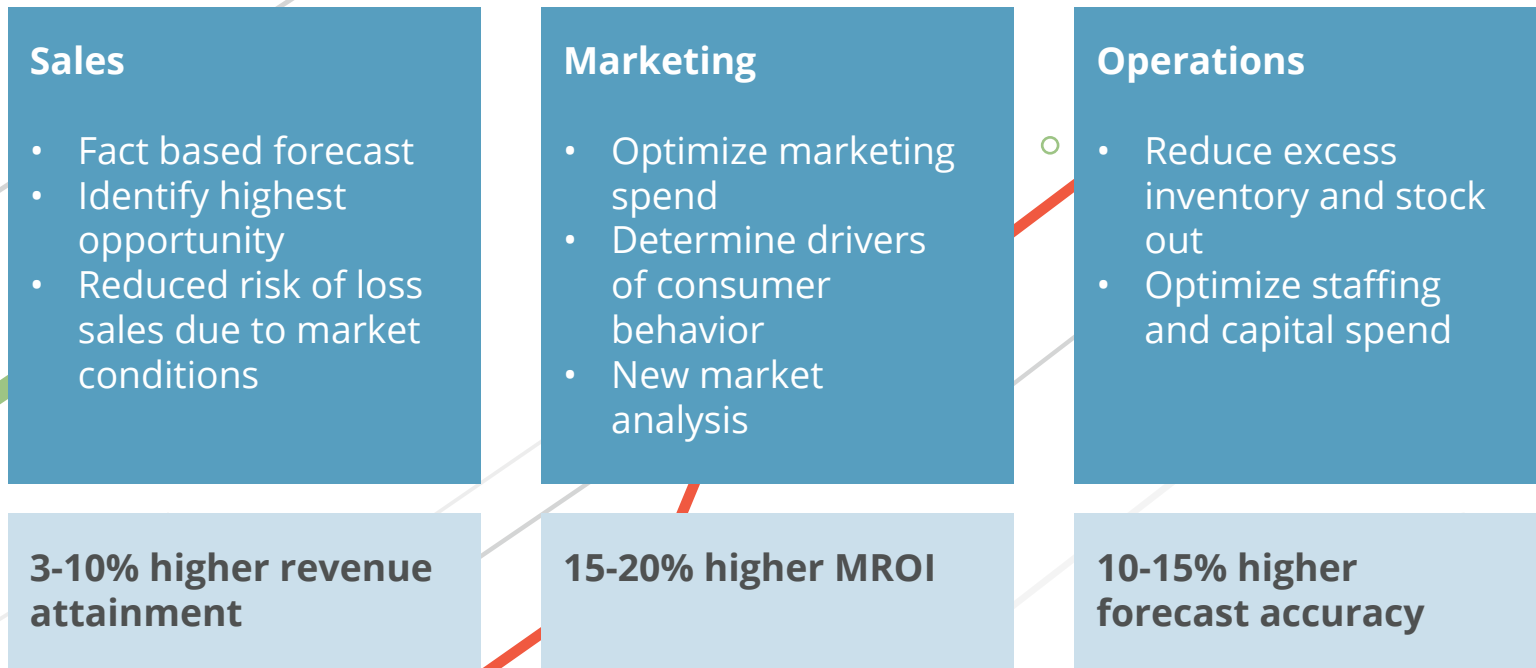 Sales
• Fact based forecast
• Identify highest
opportunity
• Reduced risk of loss
sales due to market
conditions
3-10% higher revenue
attainment
Marketing
• Optimize marketing
spend
• Determine drivers
of consumer
behavior
• New market
analysis
15-20% higher MROI
Operations
• Reduce excess
inventory and stock
out
• Optimize staffing
and capital spend
10-15% higher
forecast accuracy